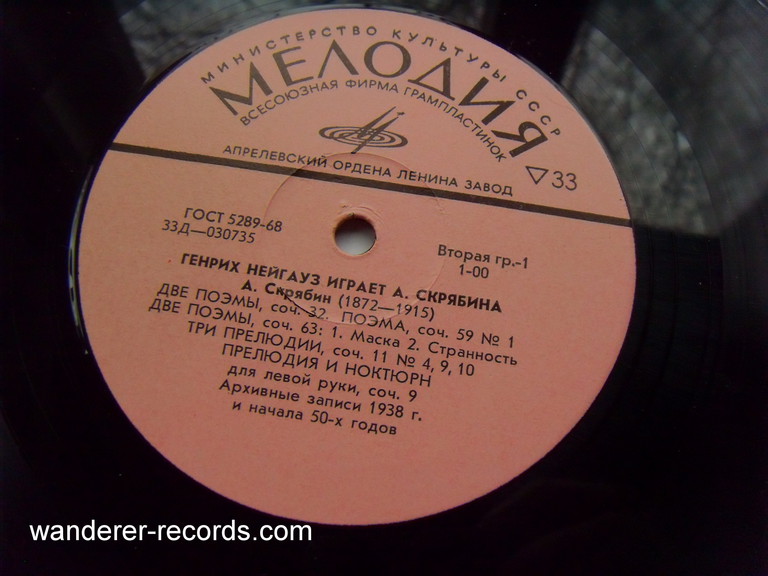 МИНИСТЕРСТВО КУЛЬТУРЫ СССР
МЕЛОДИЯ
ВСЕСОЮЗНАЯ ФИРМА ГРАМПЛАСТИНОК
АПРЕЛЕВСКИЙ ОРДЕНА ЛЕНИНА ЗАВОД
33
ГОСТ 5289-68
33Д—030735
Вторая гр.-1
1-00
ГЕНРИХ НЕЙГАУЗ ИГРАЕТ А. СКРЯБИНА
А. Скрябин (1872—1915)
ДВЕ ПОЭМЫ, соч. 32. ПОЭМА, соч. 59 № 1
ДВЕ ПОЭМЫ, соч. 63: 1. Маска 2. Странность
ТРИ ПРЕЛЮДИИ, соч. 11 № 4, 9, 10
ПРЕЛЮДИЯ И НОКТЮРН
для левой руки, соч. 9
Архивные записи 1938 г.
и начала 50-х годов
wanderer-records.com